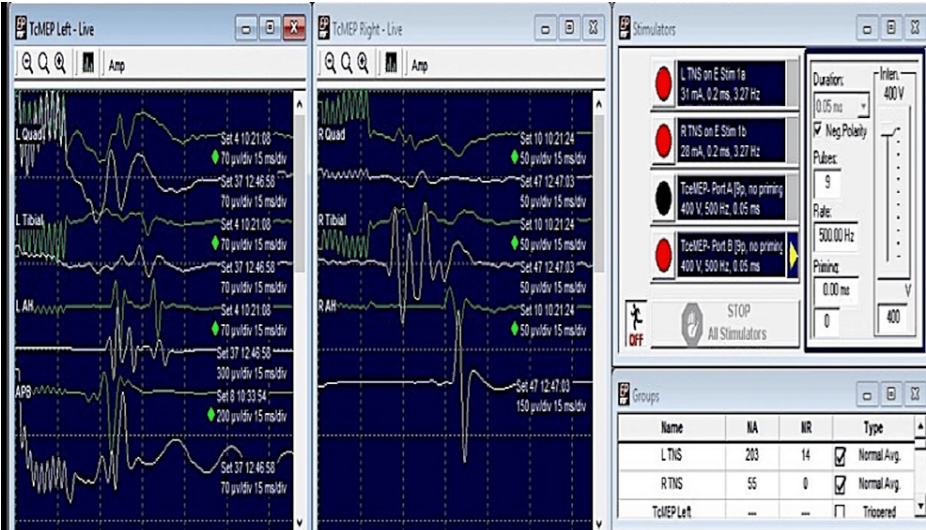 TcMEP Left - Live
Amp
L Quad
Set 4 10:21:08
70 µv/div 15 ms/div
Set 37 12:46:58
70 µv/div 15 ms/div
L Tibial
Set 4 10:21:08
70 µv/div 15 ms/div
Set 37 12:46:58
70 µv/div 15 ms/div
L AH
Set 4 10:21:08
70 µv/div 15 ms/div
Set 37 12:46:58
300 µv/div 15 ms/div
APB
Set 8 10:33:54
200 µv/div 15 ms/div
Set 37 12:46:58
70 µv/div 15 ms/div
TcMEP Right - Live
Amp
R Quad
Set 10 10:21:24
50 µv/div 15 ms/div
Set 47 12:47:03
50 µv/div 15 ms/div
R Tibial
Set 10 10:21:24
50 µv/div 15 ms/div
Set 47 12:47:03
50 µv/div 15 ms/div
R AH
Set 10 10:21:24
50 µv/div 15 ms/div
Set 47 12:47:03
150 µv/div 15 ms/div
Stimulators
L TNS on E Stim 1a
31 mA, 0.2 ms, 3.27 Hz
R TNS on E Stim 1b
28 mA, 0.2 ms, 3.27 Hz
TceMEP- Port A [9p, no priming
400 V, 500 Hz, 0.05 ms
TceMEP- Port B [9p, no priming
400 V, 500 Hz, 0.05 ms
OFF
STOP
All Stimulators
Duration:
0.05 ms
Neg.Polarity
Pulses:
9
Rate:
500.00 Hz
Priming:
0.00 ms
0
Inten.
400 V
V
400
Groups
Name NA NR Type
L TNS 203 14 Normal Avg.
R TNS 55 0 Normal Avg.
TcMEP Left --- --- Triggered